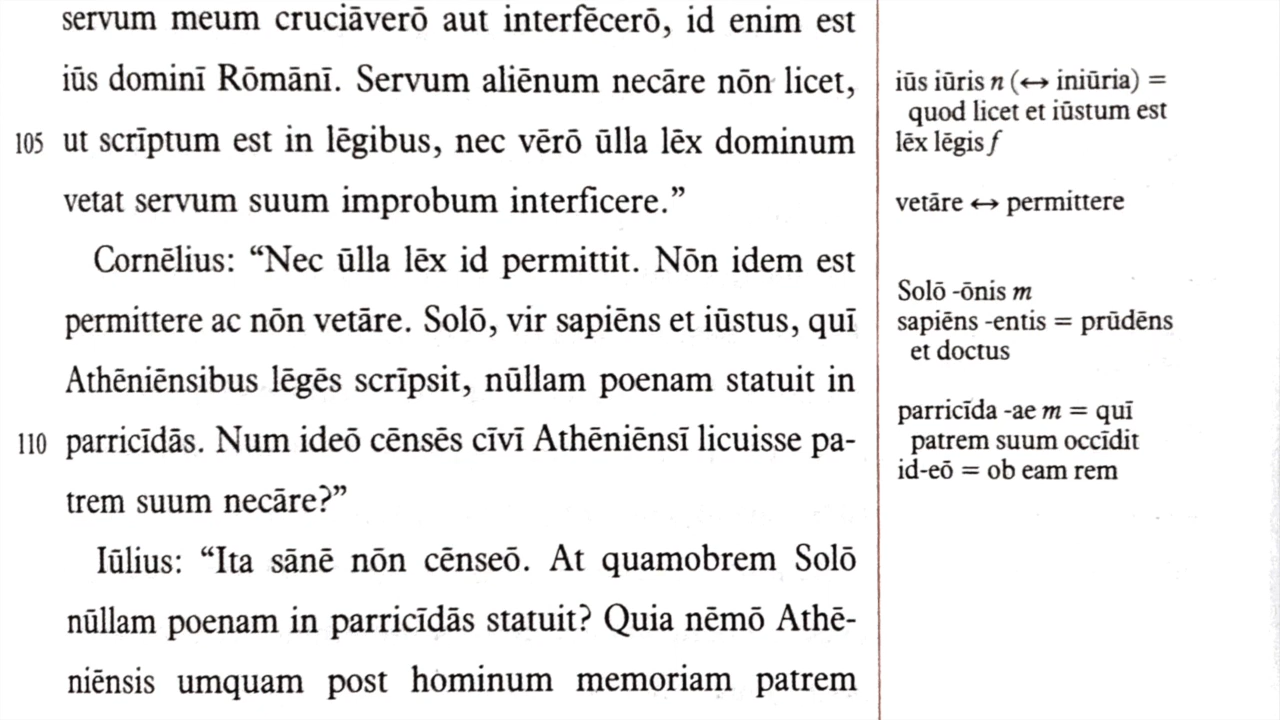 servum meum cruciāverō aut interfēcerō, id enim est
iūs dominī Rōmānī. Servum aliēnum necāre nōn licet,
105 ut scrīptum est in lēgibus, nec vērō ūlla lēx dominum
vetat servum suum improbum interficere.”
Cornēlius: “Nec ūlla lēx id permittit. Nōn idem est
permittere ac nōn vetāre. Solō, vir sapiēns et iūstus, quī
Athēniēnsibus lēgēs scrīpsit, nūllam poenam statuit in
110 parricīdās. Num ideō cēnsēs cīvī Athēniēnsī licuisse pa-
trem suum necāre?”
Iūlius: “Ita sānē nōn cēnseō. At quamobrem Solō
nūllam poenam in parricīdās statuit? Quia nēmō Athē-
niēnsis umquam post hominum memoriam patrem
iūs iūris n (↔ iniūria) =
quod licet et iūstum est
lēx lēgis f
vetāre ↔ permittere
Solō -ōnis m
sapiēns -entis = prūdēns
et doctus
parricīda -ae m = quī
patrem suum occīdit
id-eō = ob eam rem